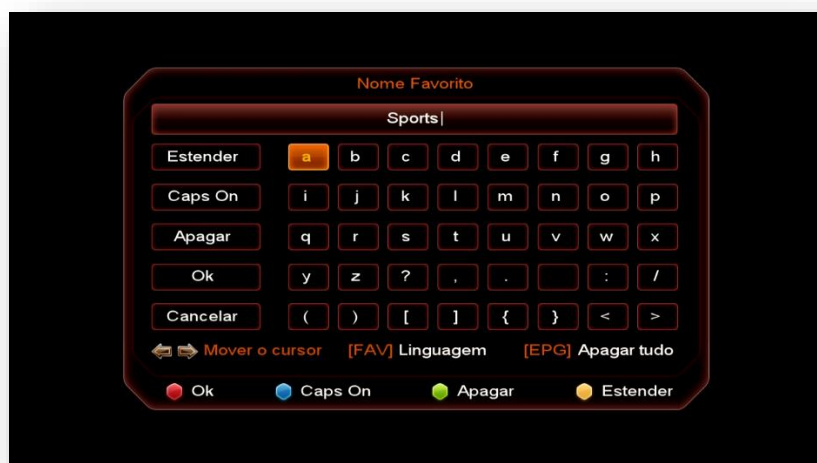 Nome Favorito
Sports|
Estender a b c d e f g h
Caps On i j k l m n o p
Apagar q r s t u v w x
Ok y z ? , . : /
Cancelar ( ) [ ] { } < >
Mover o cursor [FAV] Linguagem [EPG] Apagar tudo
Ok Caps On Apagar Estender